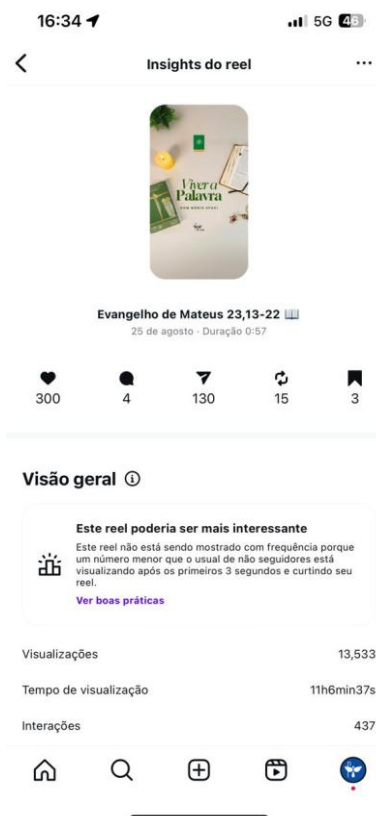 16:34
5G 46
Insights do reel
Viver a
Palavra
Evangelho de Mateus 23,13-22
25 de agosto · Duração 0:57
300 4 130 15 3
Visão geral
Este reel poderia ser mais interessante
Este reel não está sendo mostrado com frequência porque
um número menor que o usual de não seguidores está
visualizando após os primeiros 3 segundos e curtindo seu
reel.
Ver boas práticas
Visualizações 13,533
Tempo de visualização 11h6min37s
Interações 437